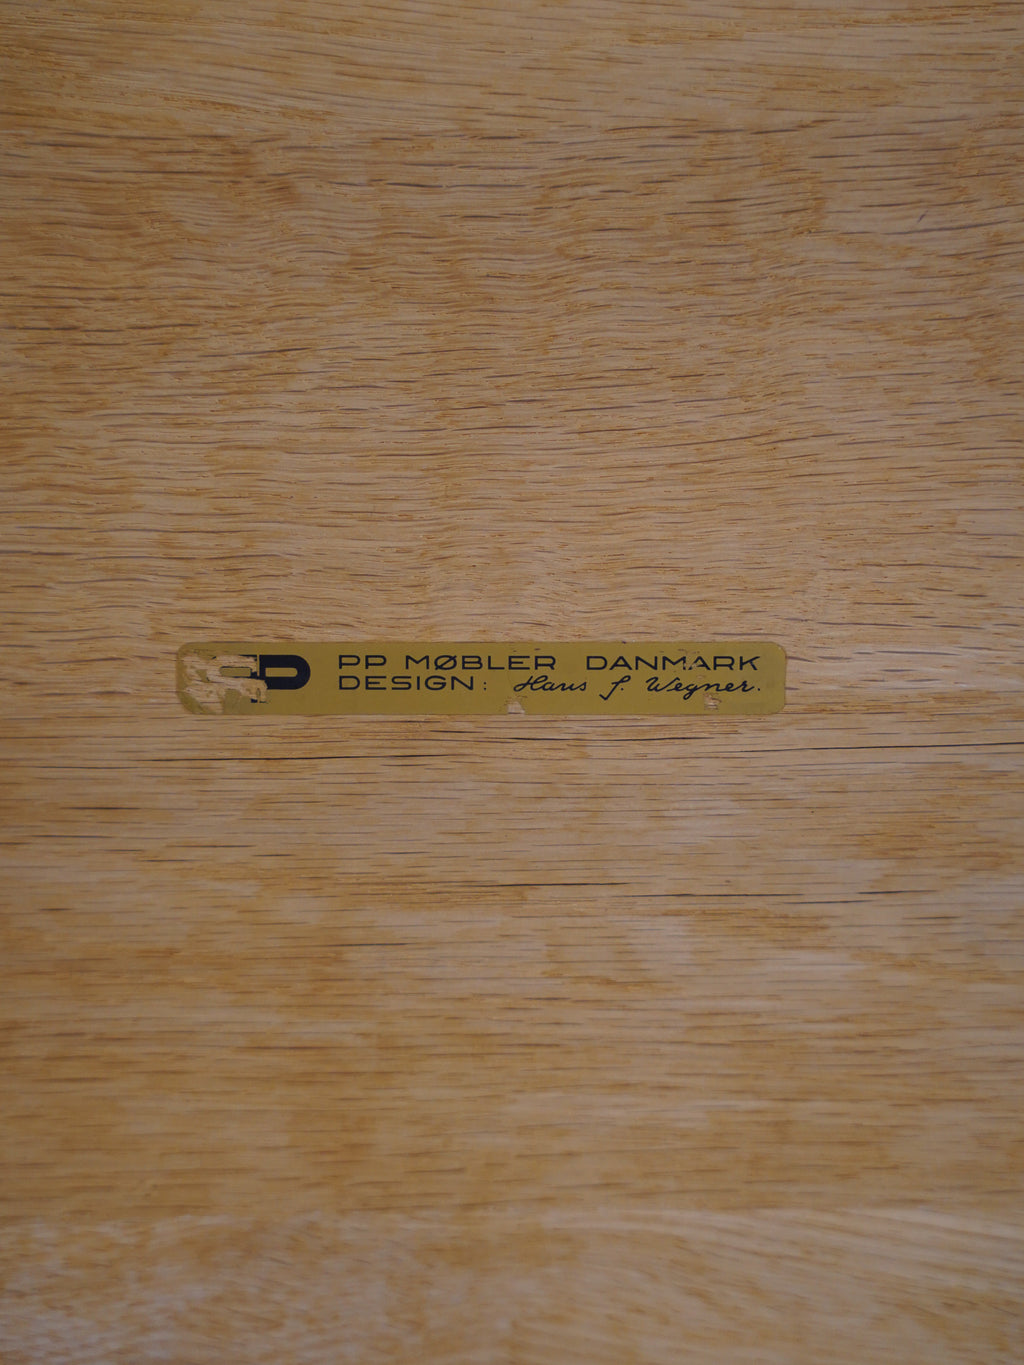 PP MØBLER DANMARK
DESIGN: Hans J. Wegner.